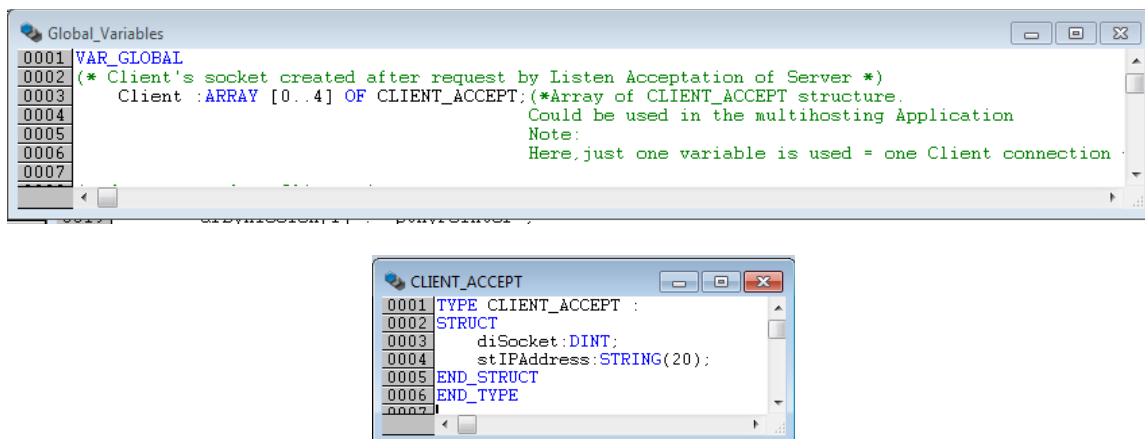 Global_Variables
0001 VAR_GLOBAL
0002 (* Client's socket created after request by Listen Acceptation of Server *)
0003 Client :ARRAY [0..4] OF CLIENT_ACCEPT;(*Array of CLIENT_ACCEPT structure.
0004 Could be used in the multihosting Application
0005 Note:
0006 Here,just one variable is used = one Client connection
0007
CLIENT_ACCEPT
0001 TYPE CLIENT_ACCEPT :
0002 STRUCT
0003 diSocket:DINT;
0004 stIPAddress:STRING(20);
0005 END_STRUCT
0006 END_TYPE
0007